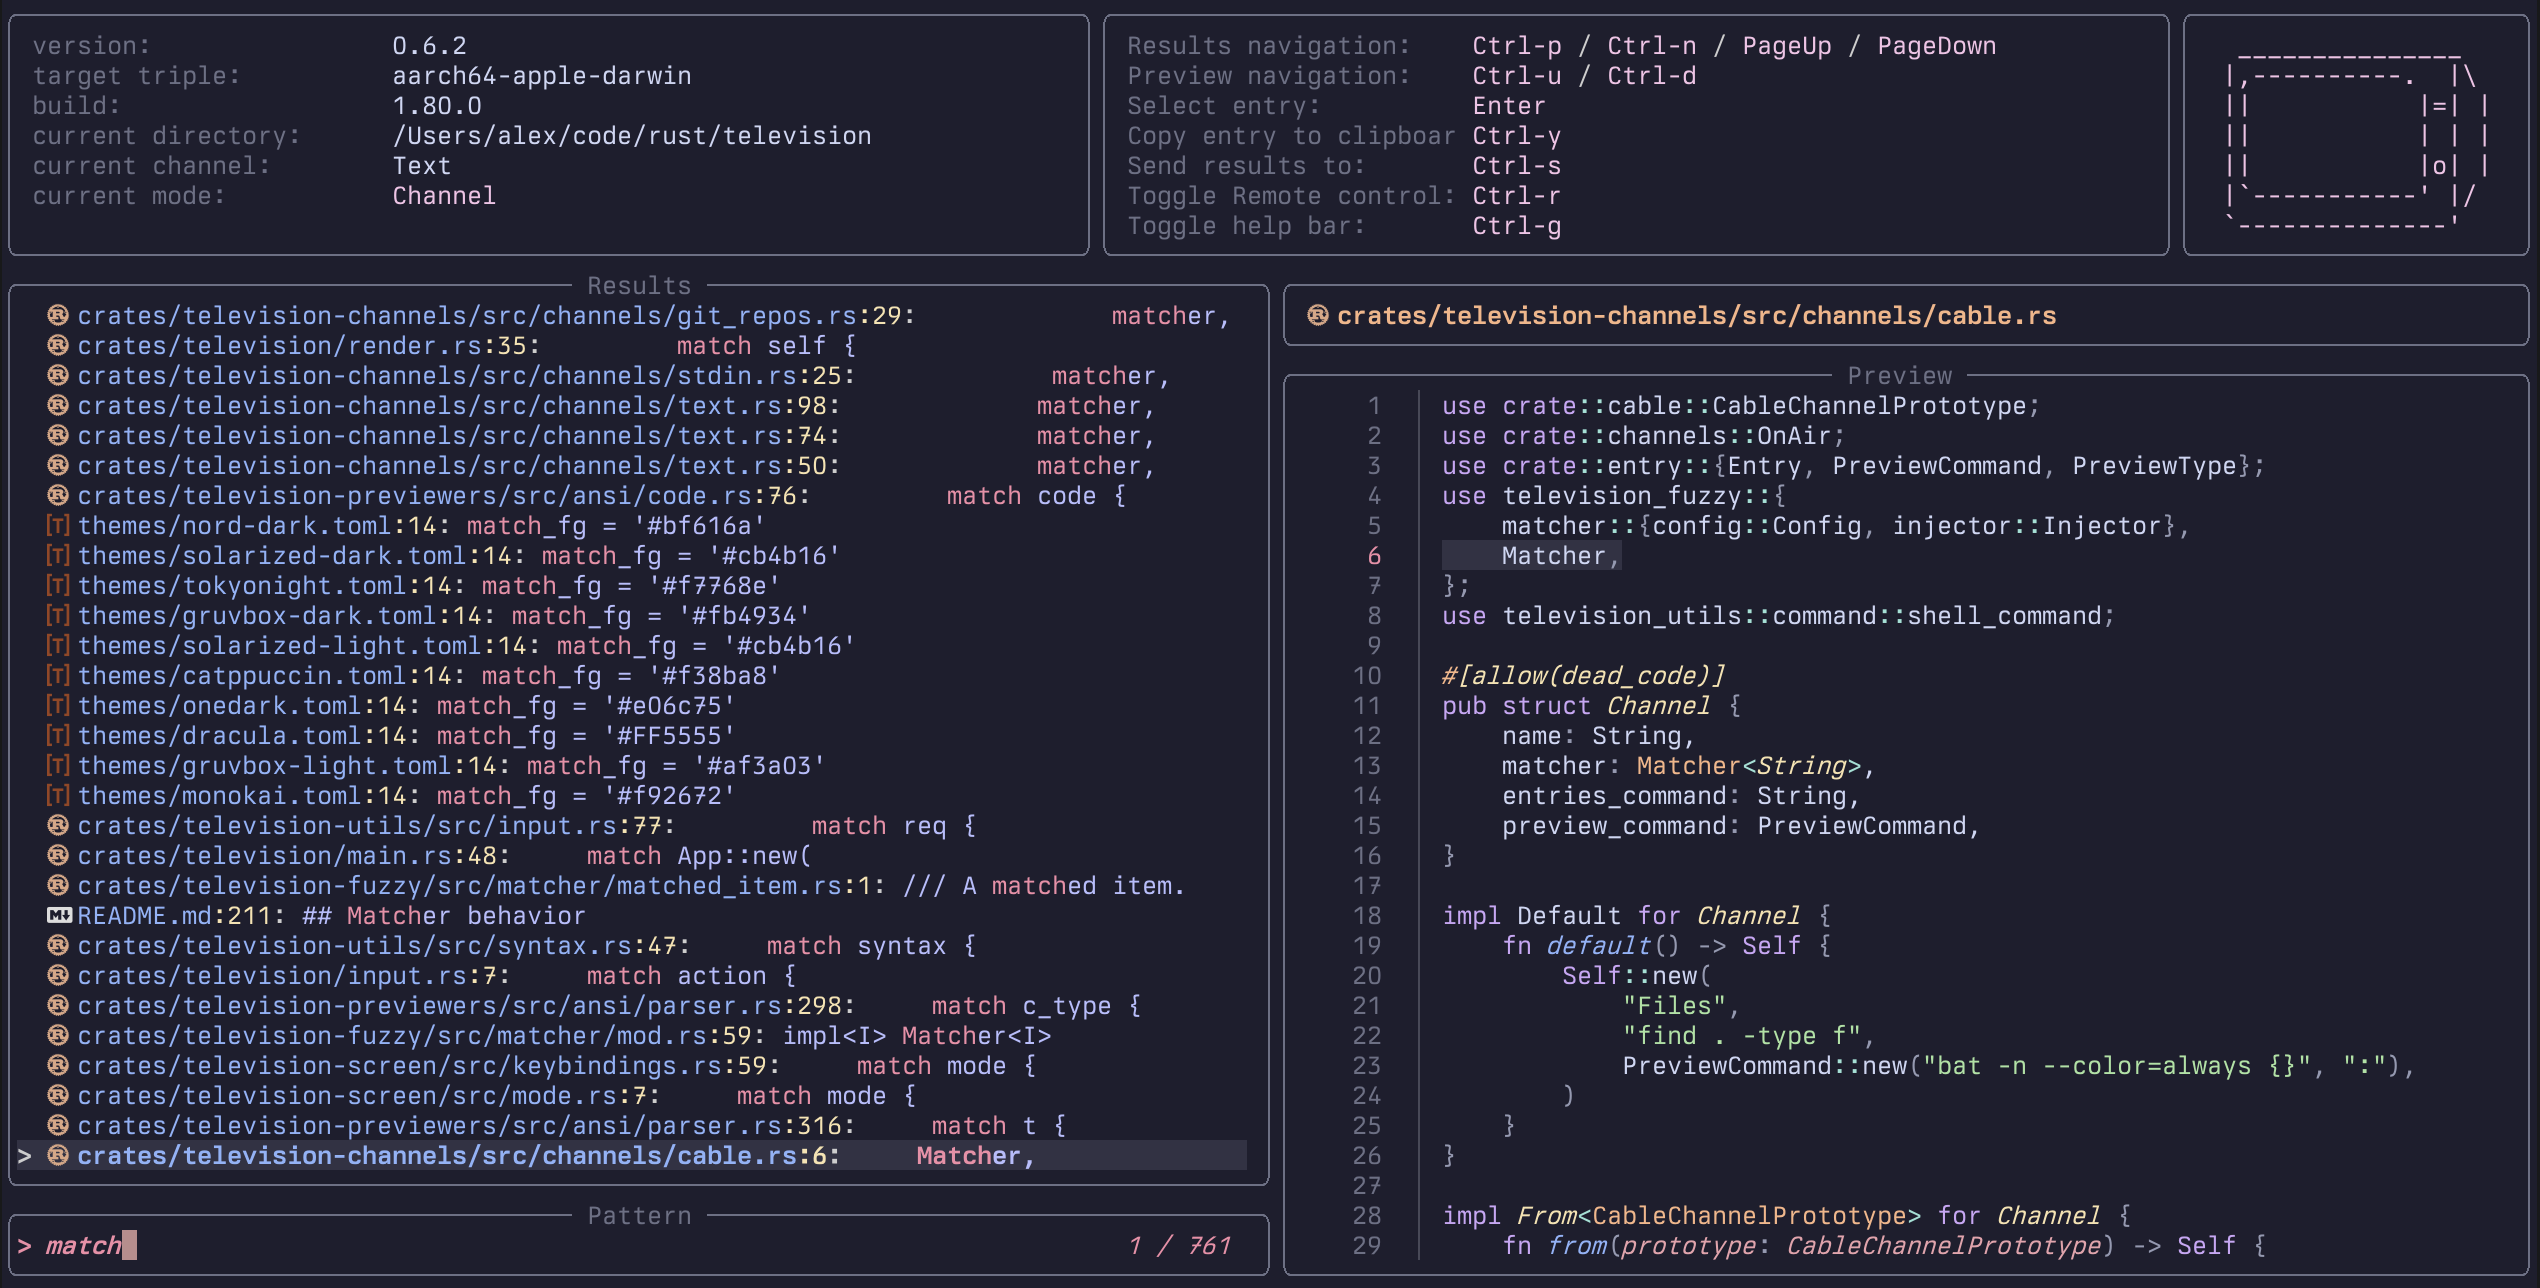 version: 0.6.2
target triple: aarch64-apple-darwin
build: 1.80.0
current directory: /Users/alex/code/rust/television
current channel: Text
current mode: Channel
Results navigation: Ctrl-p / Ctrl-n / PageUp / PageDown
Preview navigation: Ctrl-u / Ctrl-d
Select entry: Enter
Copy entry to clipboar Ctrl-y
Send results to: Ctrl-s
Toggle Remote control: Ctrl-r
Toggle help bar: Ctrl-g
 _______________
|,----------.  |\
||           |=| |
||           | | |
||           |o| |
|`-----------' |/
`--------------'
Results
crates/television-channels/src/channels/git_repos.rs:29:             matcher,
crates/television/render.rs:35:         match self {
crates/television-channels/src/channels/stdin.rs:25:             matcher,
crates/television-channels/src/channels/text.rs:98:             matcher,
crates/television-channels/src/channels/text.rs:74:             matcher,
crates/television-channels/src/channels/text.rs:50:             matcher,
crates/television-previewers/src/ansi/code.rs:76:         match code {
themes/nord-dark.toml:14: match_fg = '#bf616a'
themes/solarized-dark.toml:14: match_fg = '#cb4b16'
themes/tokyonight.toml:14: match_fg = '#f7768e'
themes/gruvbox-dark.toml:14: match_fg = '#fb4934'
themes/solarized-light.toml:14: match_fg = '#cb4b16'
themes/catppuccin.toml:14: match_fg = '#f38ba8'
themes/onedark.toml:14: match_fg = '#e06c75'
themes/dracula.toml:14: match_fg = '#FF5555'
themes/gruvbox-light.toml:14: match_fg = '#af3a03'
themes/monokai.toml:14: match_fg = '#f92672'
crates/television-utils/src/input.rs:77:         match req {
crates/television/main.rs:48:     match App::new(
crates/television-fuzzy/src/matcher/matched_item.rs:1: /// A matched item.
README.md:211: ## Matcher behavior
crates/television-utils/src/syntax.rs:47:     match syntax {
crates/television/input.rs:7:     match action {
crates/television-previewers/src/ansi/parser.rs:298:     match c_type {
crates/television-fuzzy/src/matcher/mod.rs:59: impl<I> Matcher<I>
crates/television-screen/src/keybindings.rs:59:      match mode {
crates/television-screen/src/mode.rs:7:     match mode {
crates/television-previewers/src/ansi/parser.rs:316:     match t {
> crates/television-channels/src/channels/cable.rs:6:     Matcher,
Pattern
> match 1 / 761
crates/television-channels/src/channels/cable.rs
Preview
1 use crate::cable::CableChannelPrototype;
2 use crate::channels::OnAir;
3 use crate::entry::{Entry, PreviewCommand, PreviewType};
4 use television_fuzzy::{
5     matcher::{config::Config, injector::Injector},
6     Matcher,
7 };
8 use television_utils::command::shell_command;
9
10 #[allow(dead_code)]
11 pub struct Channel {
12     name: String,
13     matcher: Matcher<String>,
14     entries_command: String,
15     preview_command: PreviewCommand,
16 }
17
18 impl Default for Channel {
19     fn default() -> Self {
20         Self::new(
21             "Files",
22             "find . -type f",
23             PreviewCommand::new("bat -n --color=always {}", ":"),
24         )
25     }
26 }
27
28 impl From<CableChannelPrototype> for Channel {
29     fn from(prototype: CableChannelPrototype) -> Self {